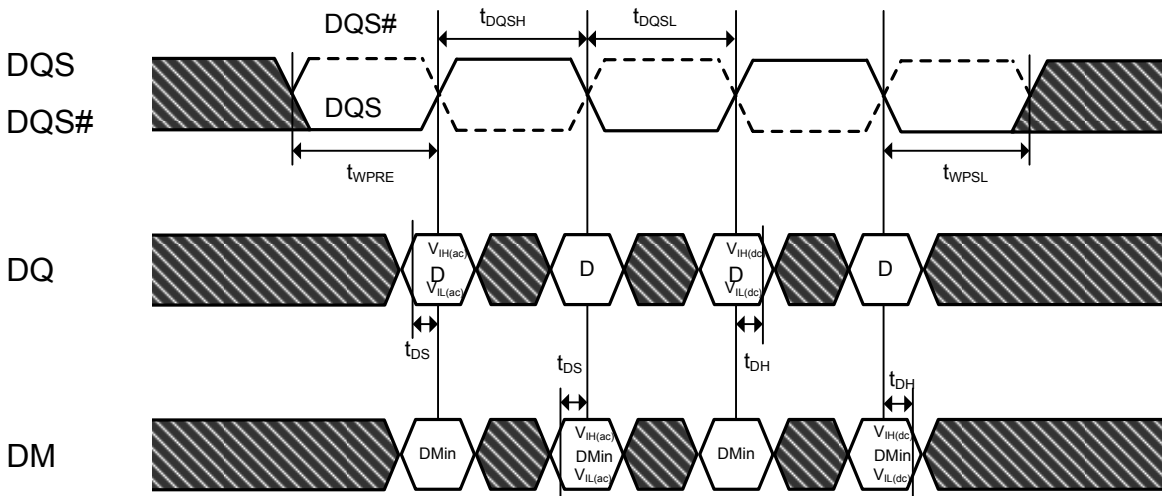 DQS#
tDQSH
tDQSL
DQS
DQS
DQS#
tWPRE
tWPSL
DQ
VIH(ac)
D
VIL(ac)
D
VIH(dc)
D
VIL(dc)
D
tDS
tDS
tDH
tDH
DM
DMin
VIH(ac)
DMin
VIL(ac)
DMin
VIH(dc)
DMin
VIL(dc)